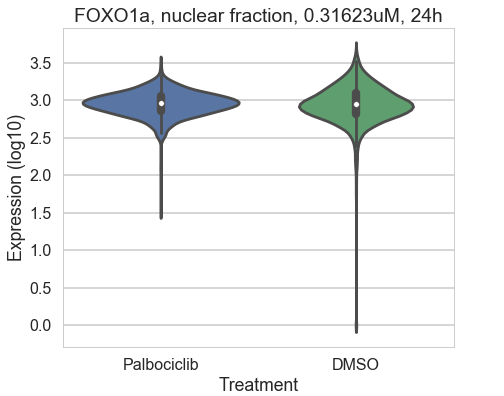 FOXO1a, nuclear fraction, 0.31623uM, 24h
Expression (log10)
3.5
3.0
2.5
2.0
1.5
1.0
0.5
0.0
Palbociclib
DMSO
Treatment